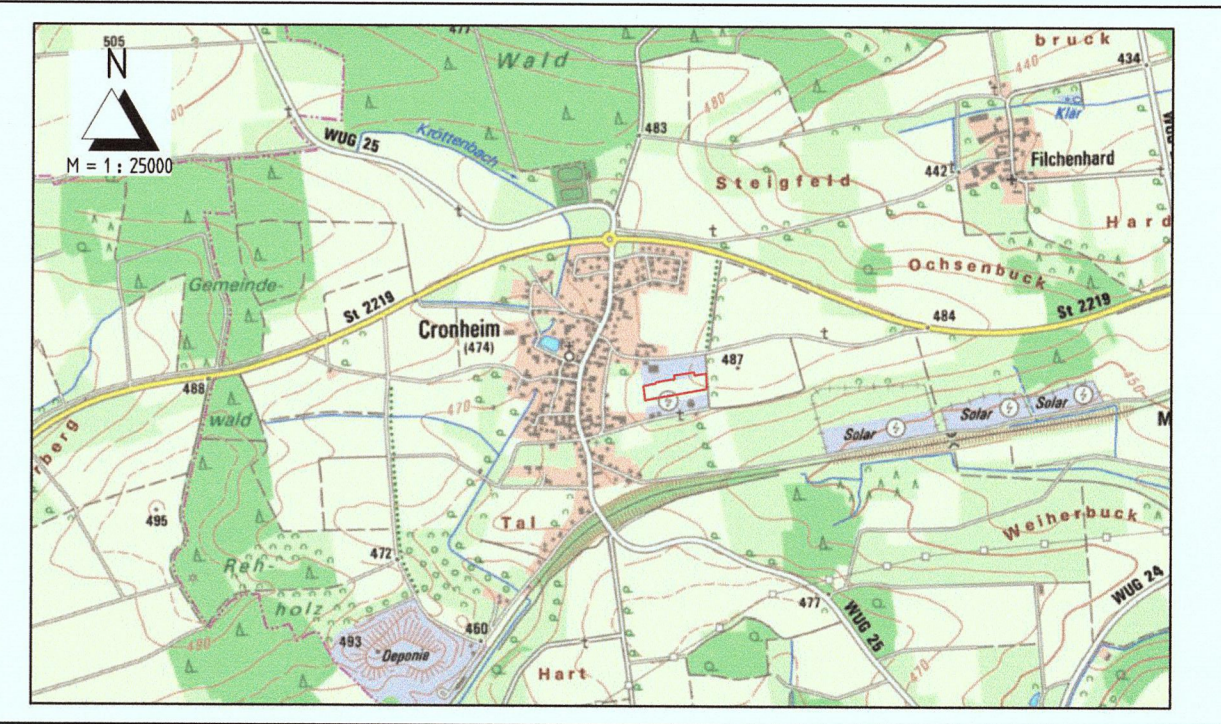 505
N
M = 1 : 25000
477
Wald
bruck
440
434
480
WUG 25
Kröttenbach
483
Klär
Filchenhard
442
Steigfeld
Hard
Ochsenbuck
Gemeinde-
St 2219
St 2219
Cronheim
(474)
484
487
488
470
450
wald
Solar
Solar
Solar
M
rberg
495
Tal
Weiherbuck
472
Reh-
holz
477
WUG 25
WUG 24
493
460
Deponie
480
Hart
470